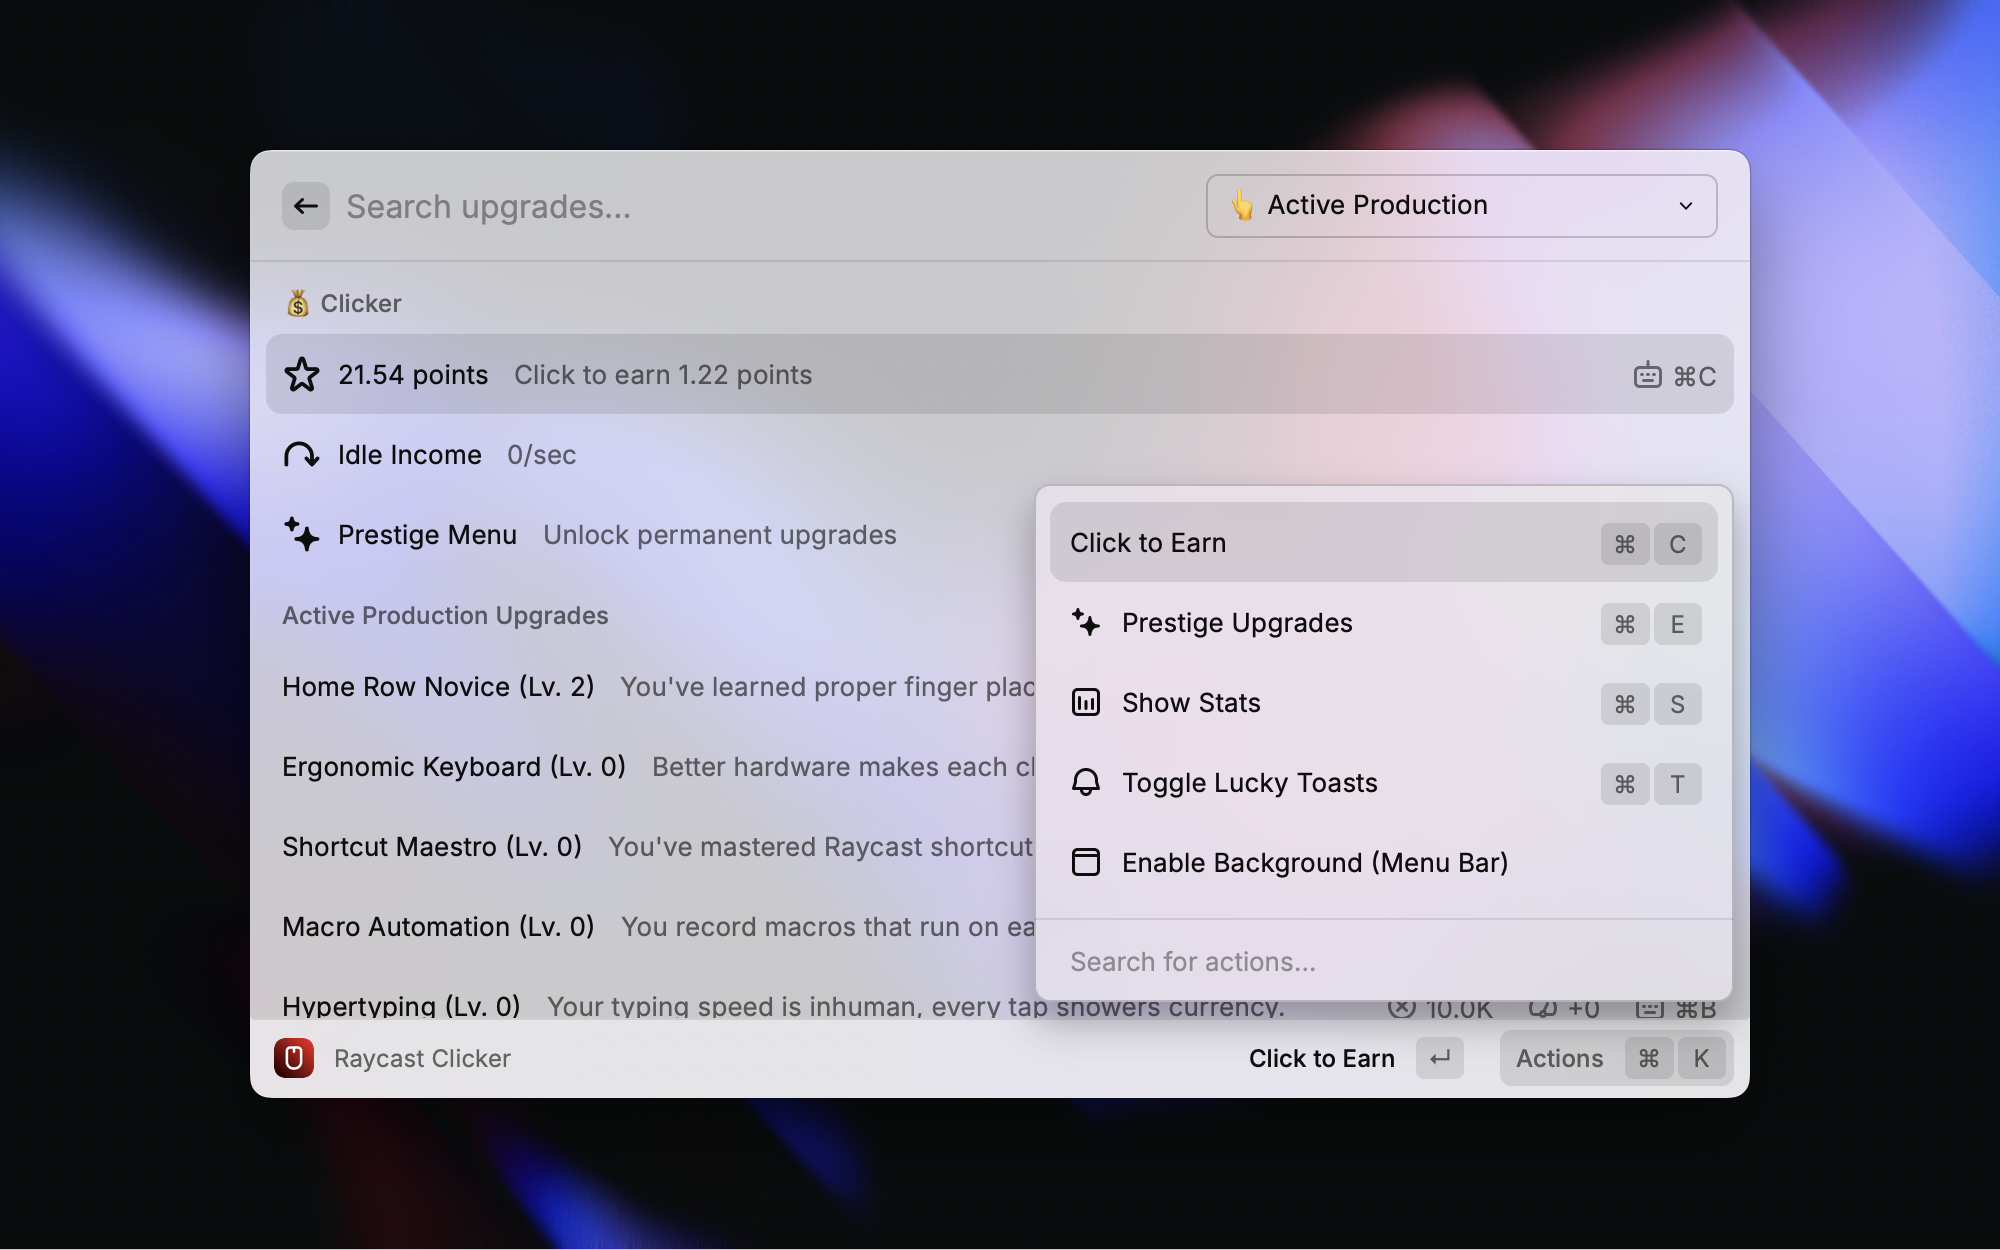 Search upgrades...
👆 Active Production
💰 Clicker
21.54 points Click to earn 1.22 points ⌘C
Idle Income 0/sec
Prestige Menu Unlock permanent upgrades
Active Production Upgrades
Home Row Novice (Lv. 2) You've learned proper finger plac
Ergonomic Keyboard (Lv. 0) Better hardware makes each cl
Shortcut Maestro (Lv. 0) You've mastered Raycast shortcut
Macro Automation (Lv. 0) You record macros that run on ea
Hypertyping (Lv. 0) Your typing speed is inhuman, every tap showers currency. 10.0K +0 ⌘B
Click to Earn ⌘ C
Prestige Upgrades ⌘ E
Show Stats ⌘ S
Toggle Lucky Toasts ⌘ T
Enable Background (Menu Bar)
Search for actions...
Raycast Clicker
Click to Earn ↵
Actions ⌘ K